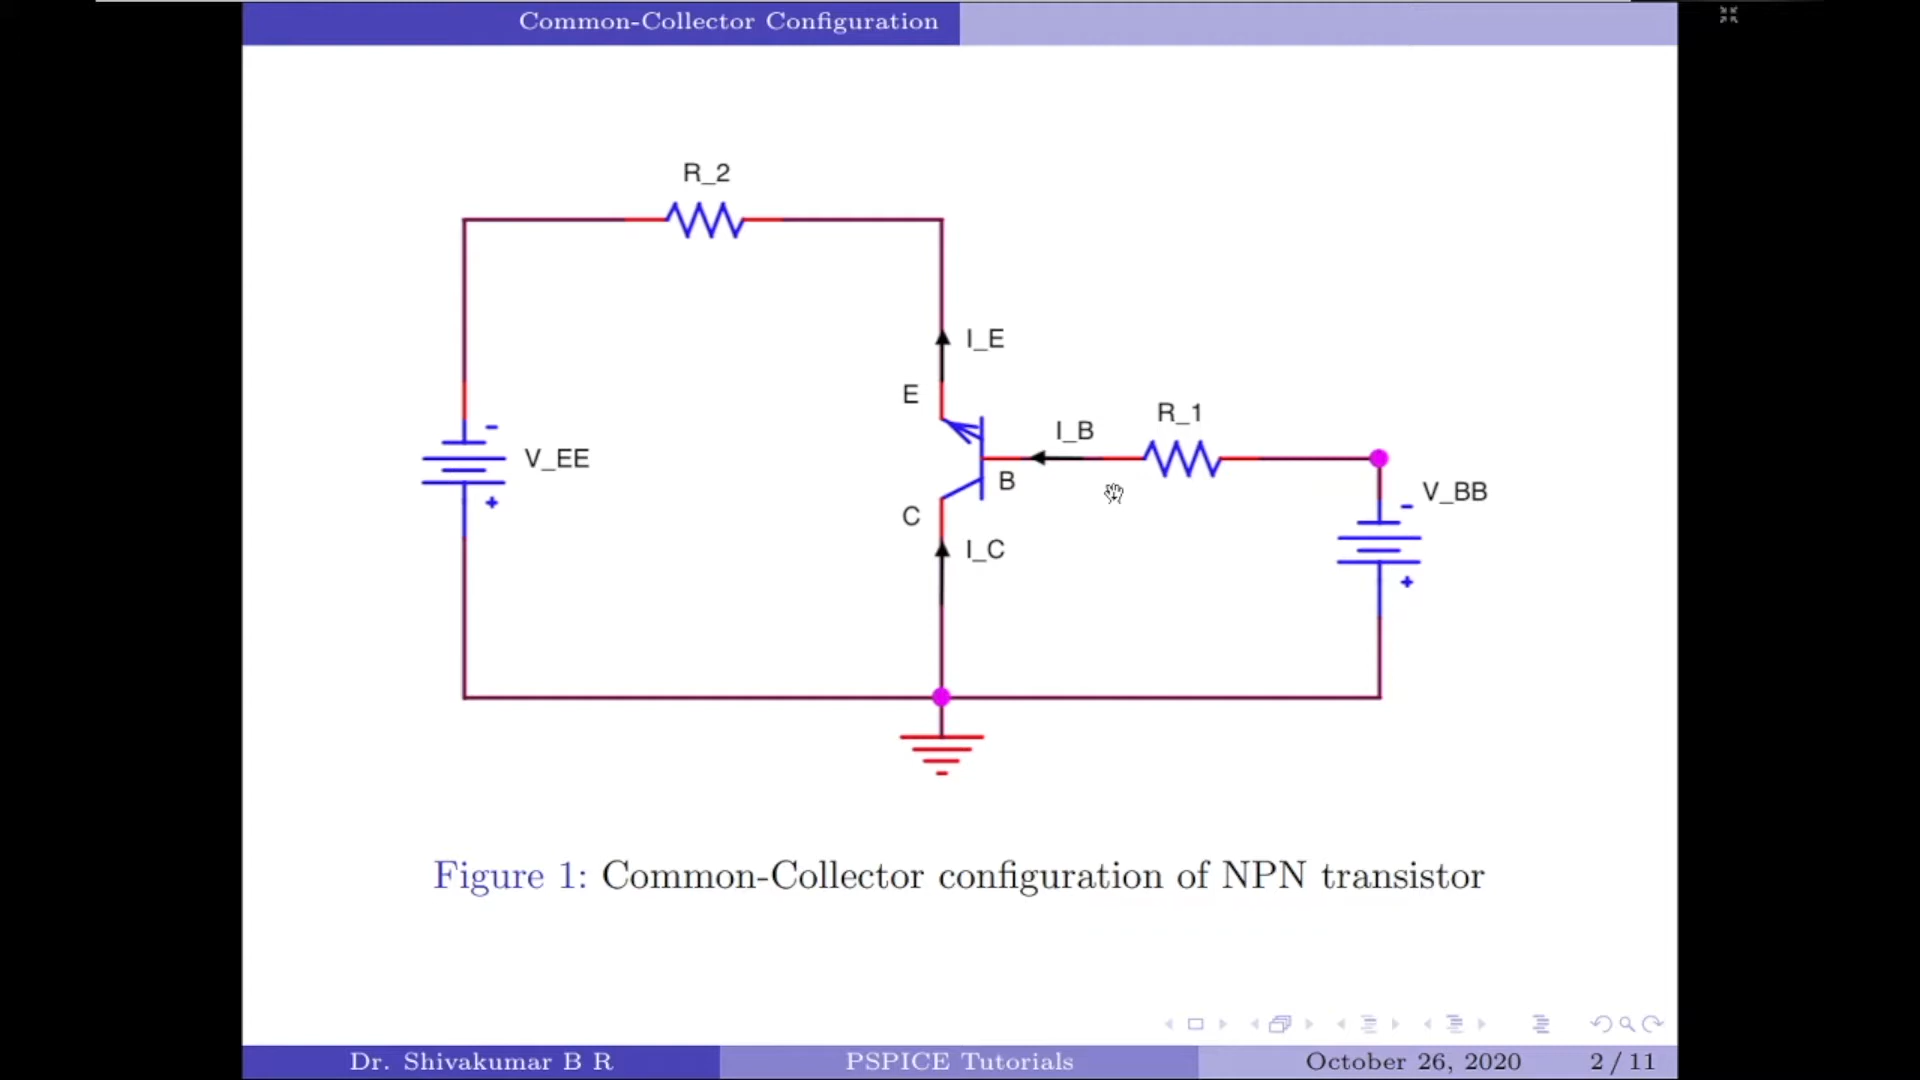 Common-Collector Configuration
R_2
I_E
E
R_1
I_B
-
V_EE
B
V_BB
+
-
C
I_C
+
Figure 1: Common-Collector configuration of NPN transistor
Dr. Shivakumar B R PSPICE Tutorials October 26, 2020 2 / 11